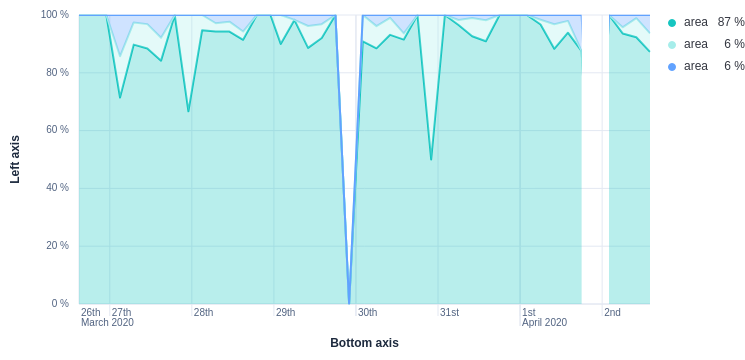 100 %
80 %
60 %
40 %
20 %
0 %
Left axis
26th 27th 28th 29th 30th 31st 1st 2nd
March 2020 April 2020
Bottom axis
area 87 %
area 6 %
area 6 %